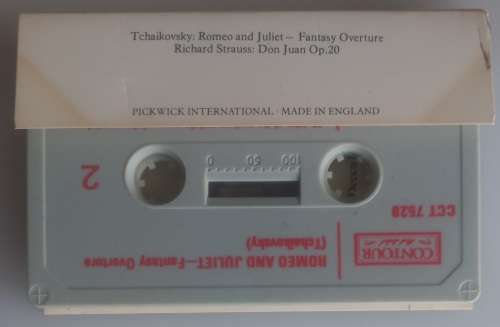 Tchaikovsky: Romeo and Juliet — Fantasy Overture
Richard Strauss: Don Juan Op.20
PICKWICK INTERNATIONAL · MADE IN ENGLAND
2
0 50 100
CCT 7528
CONTOUR
ROMEO AND JULIET—Fantasy Overture
(Tchaikovsky)